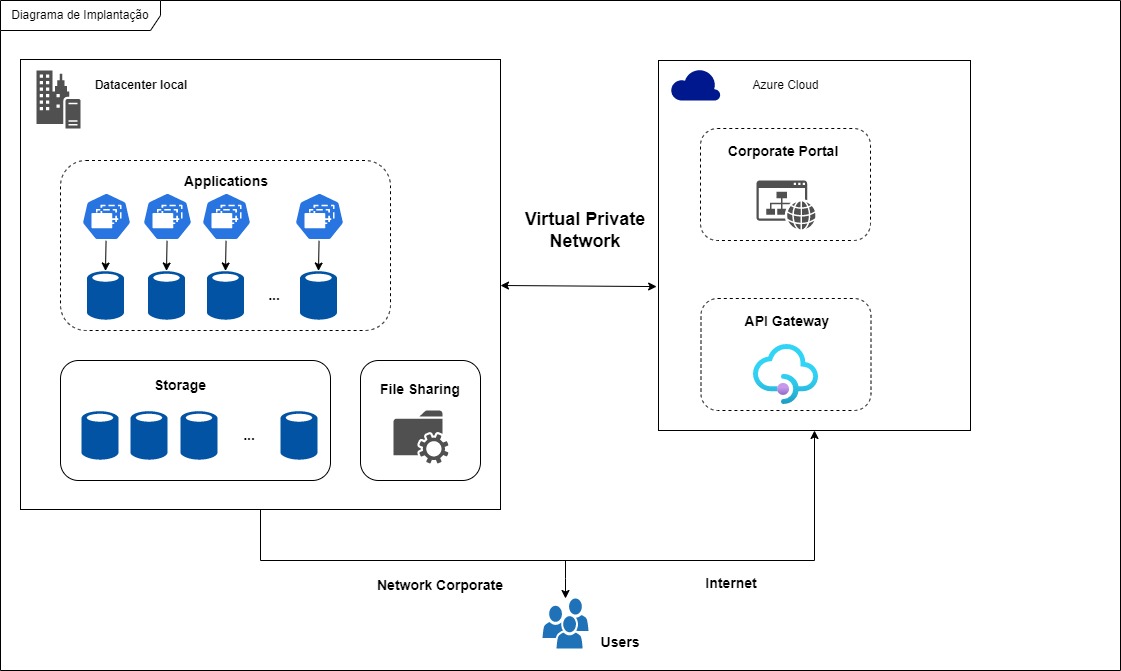 Diagrama de Implantação
Datacenter local
Azure Cloud
Corporate Portal
Applications
Virtual Private
Network
...
API Gateway
Storage
File Sharing
...
Network Corporate
Internet
Users